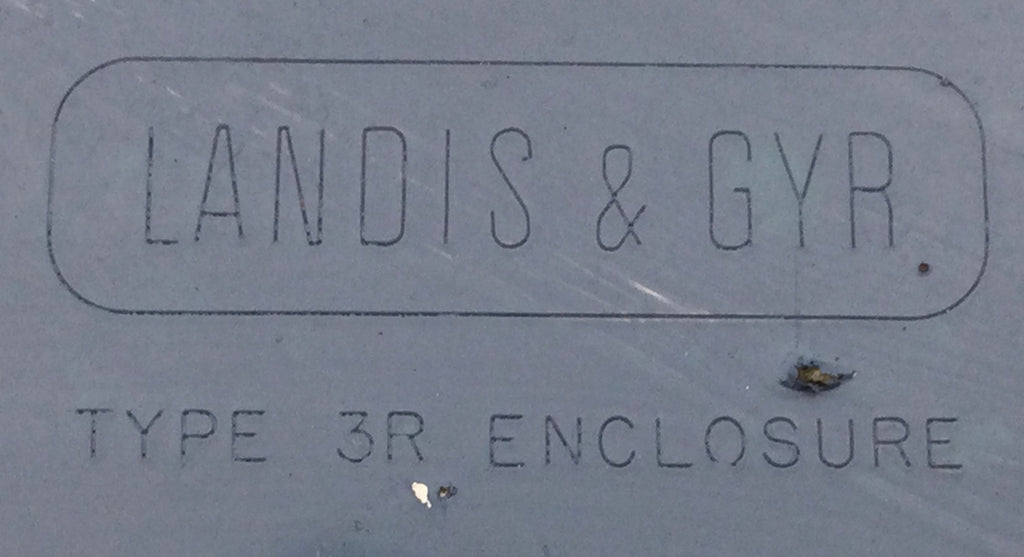 LANDIS & GYR
TYPE 3R ENCLOSURE